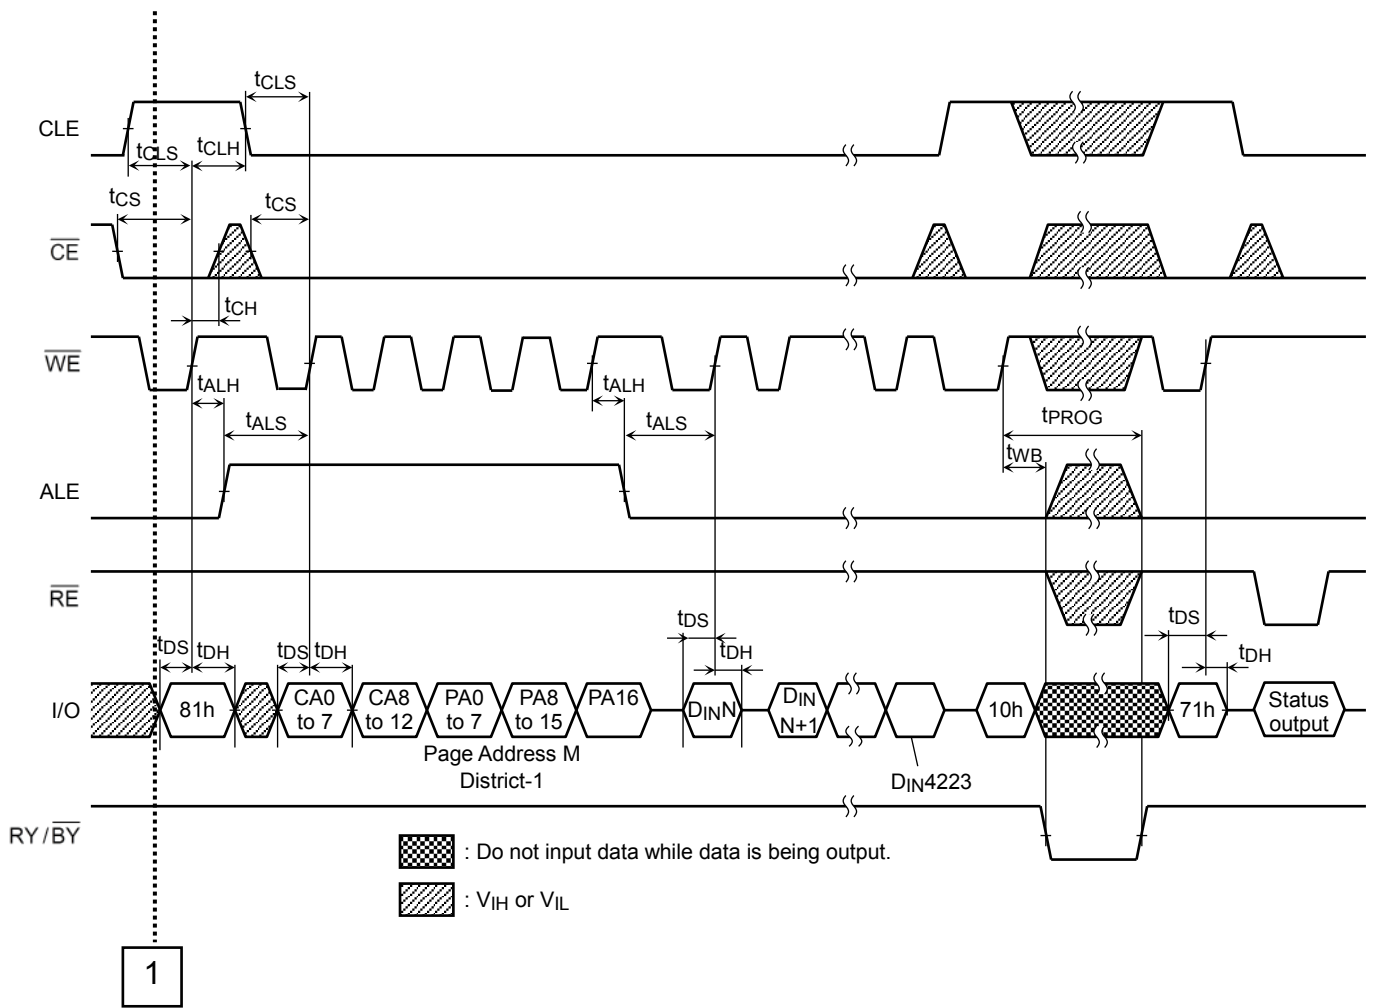 tCLS
CLE
tCLS
tCLH
tCS
tCS
CE
tCH
WE
tALH
tALH
tALS
tALS
tPROG
tWB
ALE
RE
tDS
tDH
tDS
tDH
tDS
tDH
tDS
tDH
I/O
81h
CA0 to 7
CA8 to 12
PA0 to 7
PA8 to 15
PA16
DINN
DIN N+1
10h
71h
Status output
Page Address M
District-1
DIN4223
RY/BY
: Do not input data while data is being output.
: VIH or VIL
1